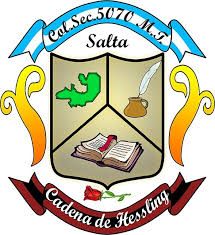 Col.Sec.5070 M.T.
Salta
Cadena de Hessling